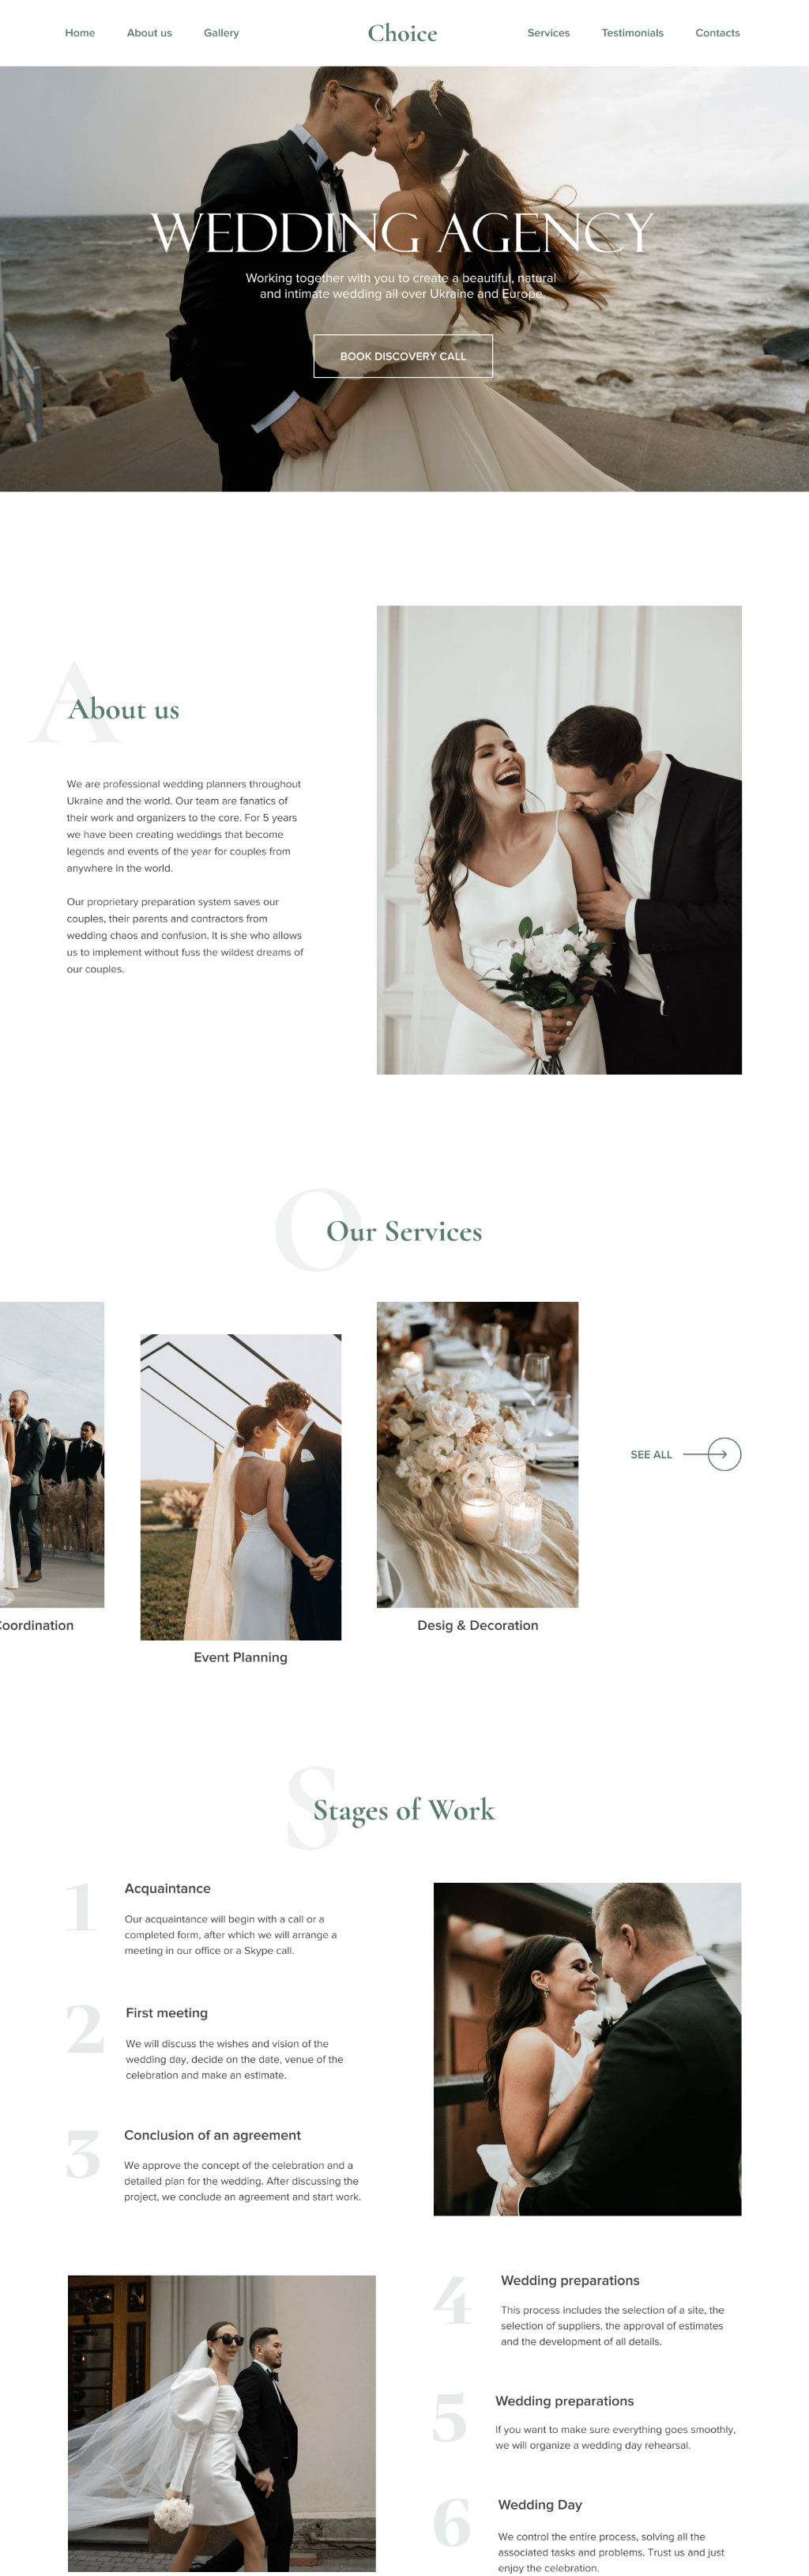 Home About us Gallery Choice Services Testimonials Contacts
WEDDING AGENCY
Working together with you to create a beautiful, natural
and intimate wedding all over Ukraine and Europe.
BOOK DISCOVERY CALL
A
About us
We are professional wedding planners throughout
Ukraine and the world. Our team are fanatics of
their work and organizers to the core. For 5 years
we have been creating weddings that become
legends and events of the year for couples from
anywhere in the world.
Our proprietary preparation system saves our
couples, their parents and contractors from
wedding chaos and confusion. It is she who allows
us to implement without fuss the wildest dreams of
our couples.
O
Our Services
SEE ALL
oordination
Event Planning
Desig & Decoration
S
Stages of Work
1
Acquaintance
Our acquaintance will begin with a call or a
completed form, after which we will arrange a
meeting in our office or a Skype call.
2
First meeting
We will discuss the wishes and vision of the
wedding day, decide on the date, venue of the
celebration and make an estimate.
3
Conclusion of an agreement
We approve the concept of the celebration and a
detailed plan for the wedding. After discussing the
project, we conclude an agreement and start work.
4
Wedding preparations
This process includes the selection of a site, the
selection of suppliers, the approval of estimates
and the development of all details.
5
Wedding preparations
If you want to make sure everything goes smoothly,
we will organize a wedding day rehearsal.
6
Wedding Day
We control the entire process, solving all the
associated tasks and problems. Trust us and just
enjoy the celebration.